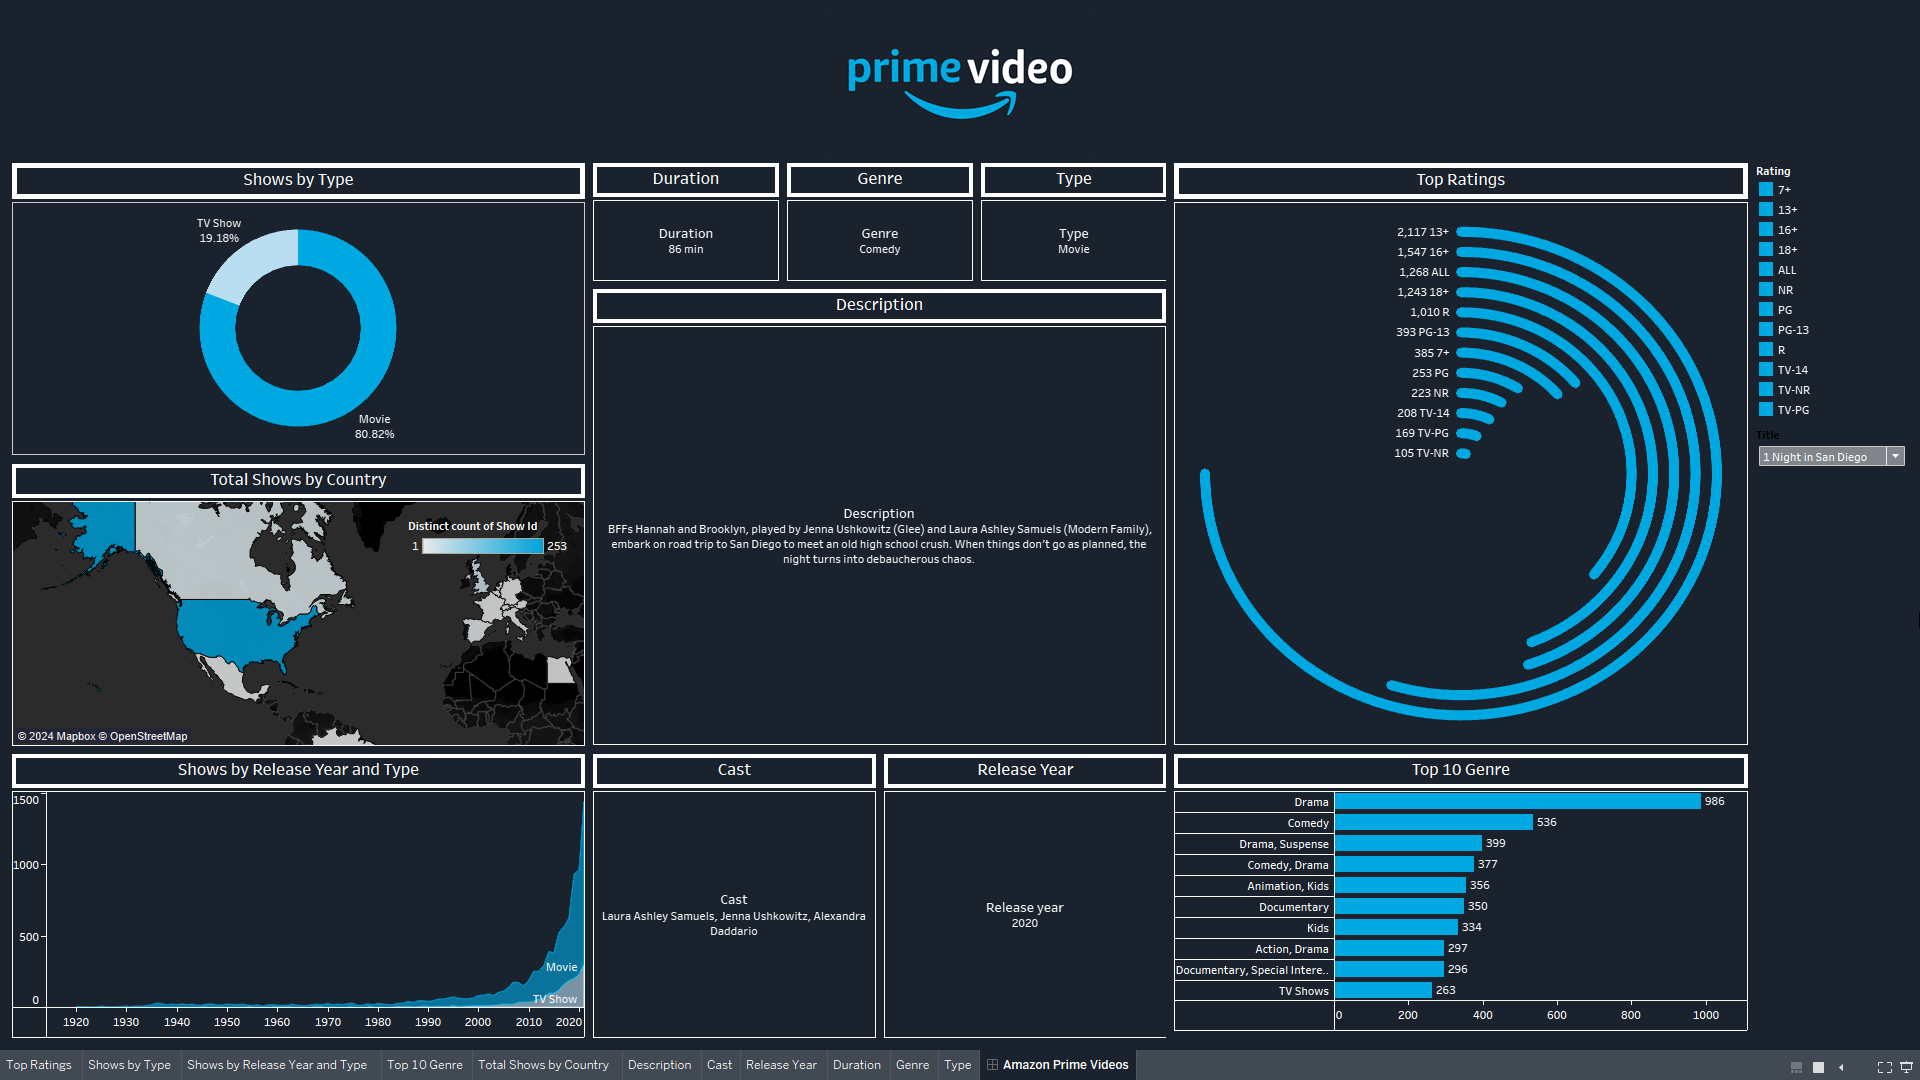 prime video
Shows by Type
TV Show
19.18%
Movie
80.82%
Total Shows by Country
Distinct count of Show Id
1 253
© 2024 Mapbox © OpenStreetMap
Shows by Release Year and Type
1500
1000
500
0
Movie
TV Show
1920 1930 1940 1950 1960 1970 1980 1990 2000 2010 2020
Duration
Duration
86 min
Genre
Genre
Comedy
Type
Type
Movie
Description
Description
BFFs Hannah and Brooklyn, played by Jenna Ushkowitz (Glee) and Laura Ashley Samuels (Modern Family),
embark on road trip to San Diego to meet an old high school crush. When things don’t go as planned, the
night turns into debaucherous chaos.
Cast
Cast
Laura Ashley Samuels, Jenna Ushkowitz, Alexandra
Daddario
Release Year
Release year
2020
Top Ratings
2,117 13+
1,547 16+
1,268 ALL
1,243 18+
1,010 R
393 PG-13
385 7+
253 PG
223 NR
208 TV-14
169 TV-PG
105 TV-NR
Top 10 Genre
Drama 986
Comedy 536
Drama, Suspense 399
Comedy, Drama 377
Animation, Kids 356
Documentary 350
Kids 334
Action, Drama 297
Documentary, Special Intere.. 296
TV Shows 263
0 200 400 600 800 1000
Rating
7+
13+
16+
18+
ALL
NR
PG
PG-13
R
TV-14
TV-NR
TV-PG
Title
1 Night in San Diego
Top Ratings Shows by Type Shows by Release Year and Type Top 10 Genre Total Shows by Country Description Cast Release Year Duration Genre Type Amazon Prime Videos